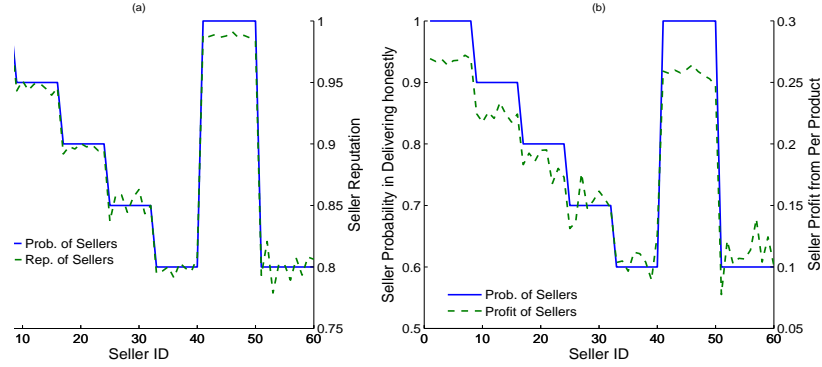 (a)
1
0.95
0.9
0.85
0.8
0.75
Seller Reputation
Prob. of Sellers
Rep. of Sellers
10 20 30 40 50 60
Seller ID
(b)
1
0.9
0.8
0.7
0.6
0.5
Seller Probability in Delivering honestly
0.3
0.25
0.2
0.15
0.1
0.05
Seller Profit from Per Product
Prob. of Sellers
Profit of Sellers
0 10 20 30 40 50 60
Seller ID